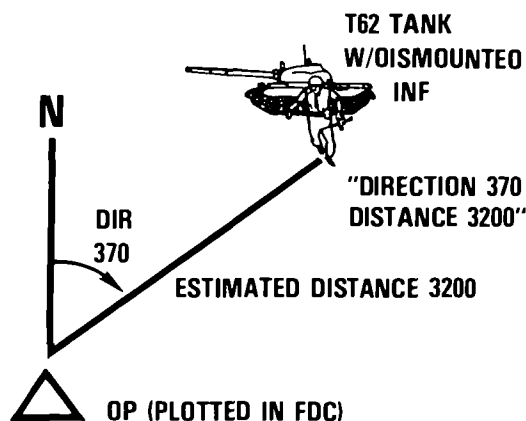 T62 TANK
W/OISMOUNTEO
INF
N
"DIRECTION 370
DISTANCE 3200"
DIR
370
ESTIMATED DISTANCE 3200
OP (PLOTTED IN FDC)